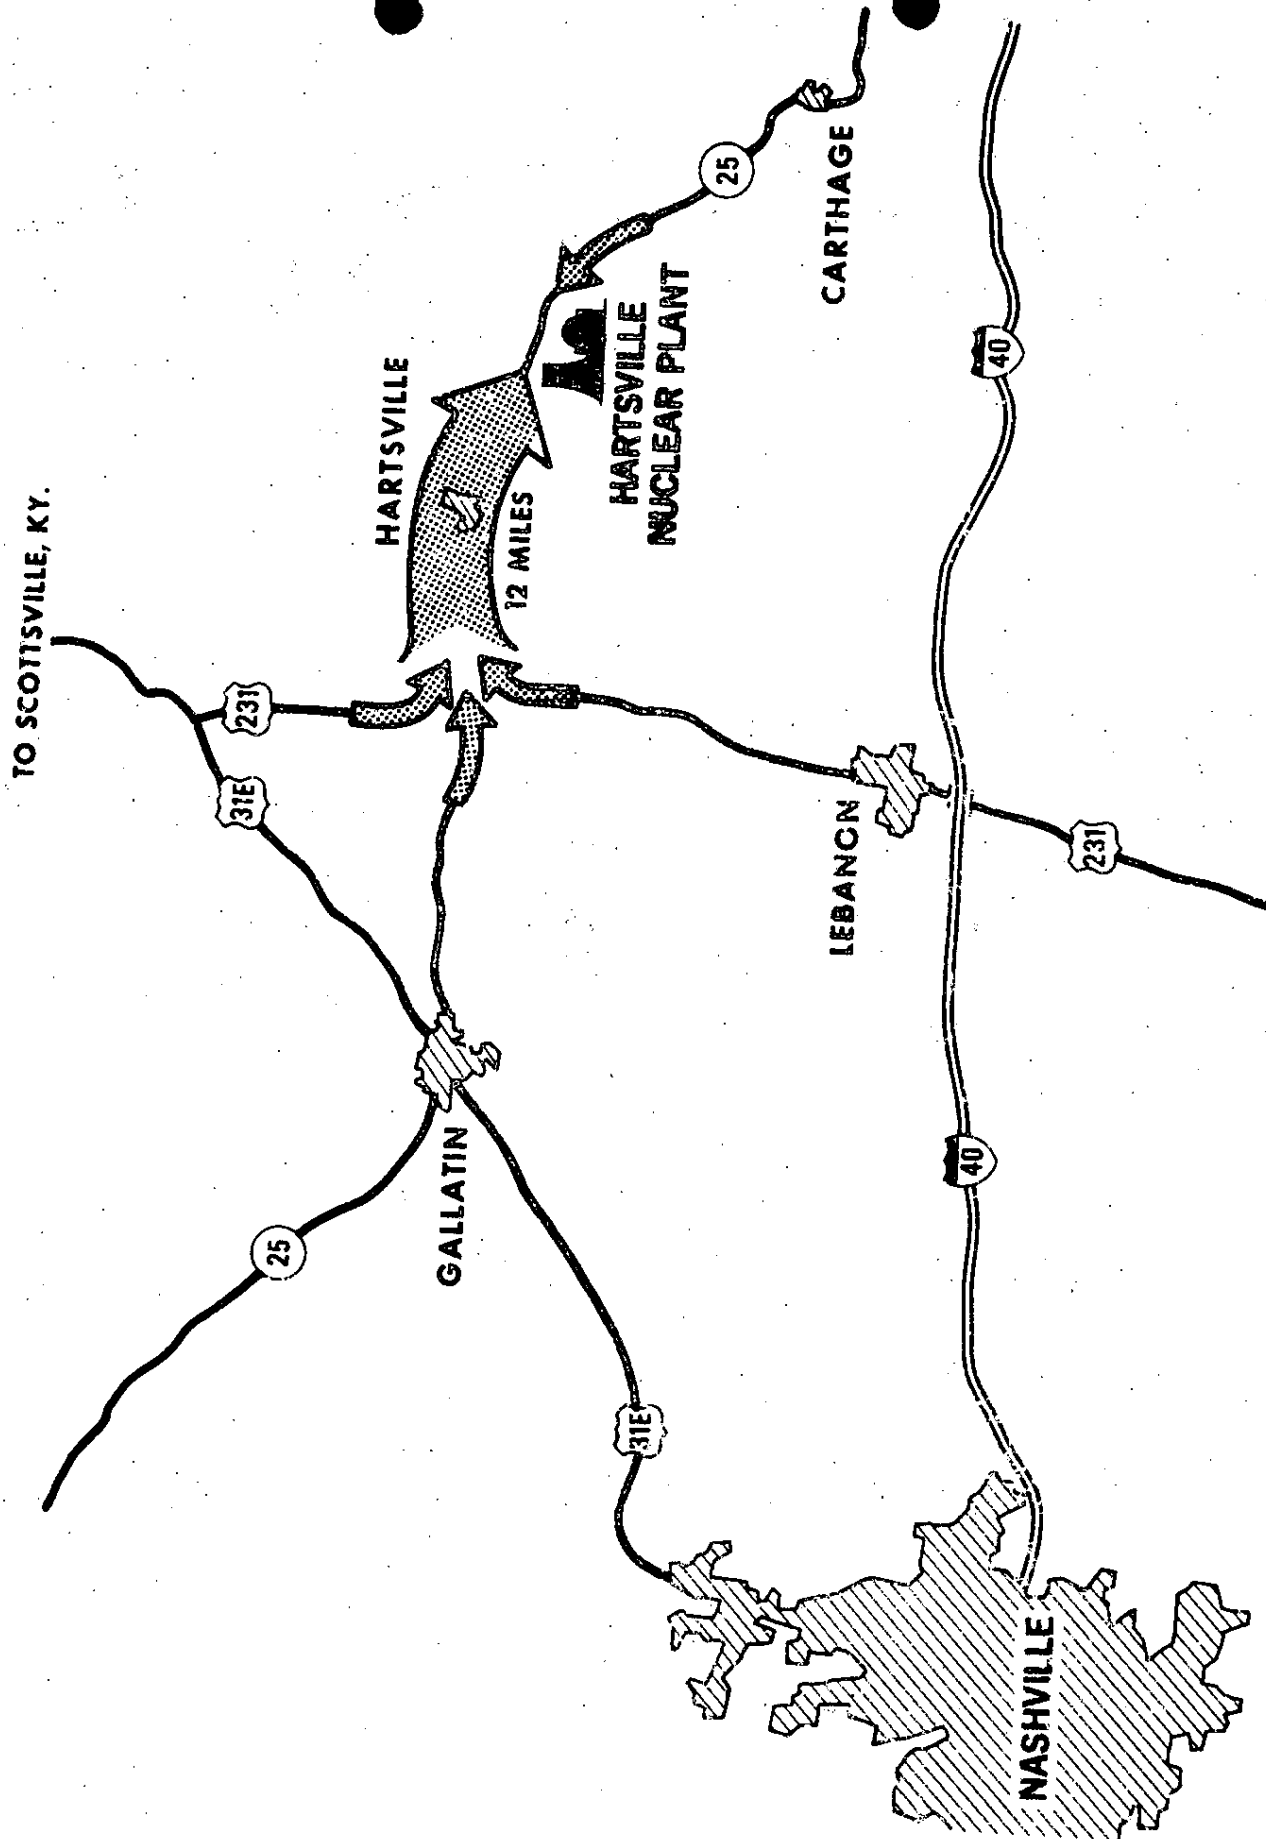 TO SCOTTSVILLE, KY.
231
31E
25
HARTSVILLE
12 MILES
HARTSVILLE
NUCLEAR PLANT
25
CARTHAGE
GALLATIN
LEBANON
31E
40
40
231
NASHVILLE